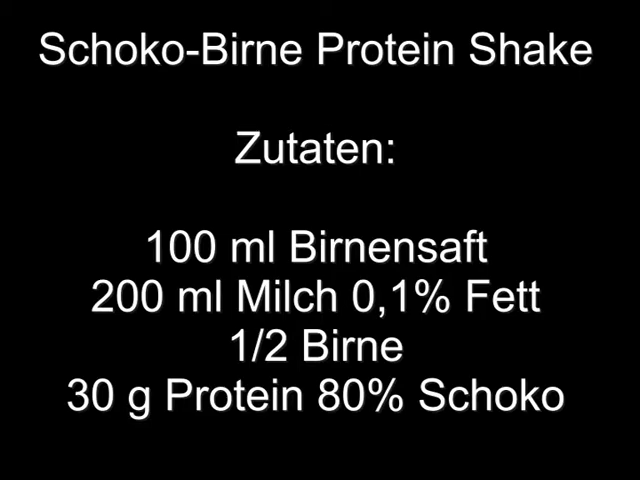 Schoko-Birne Protein Shake
Zutaten:
100 ml Birnensaft
200 ml Milch 0,1% Fett
1/2 Birne
30 g Protein 80% Schoko